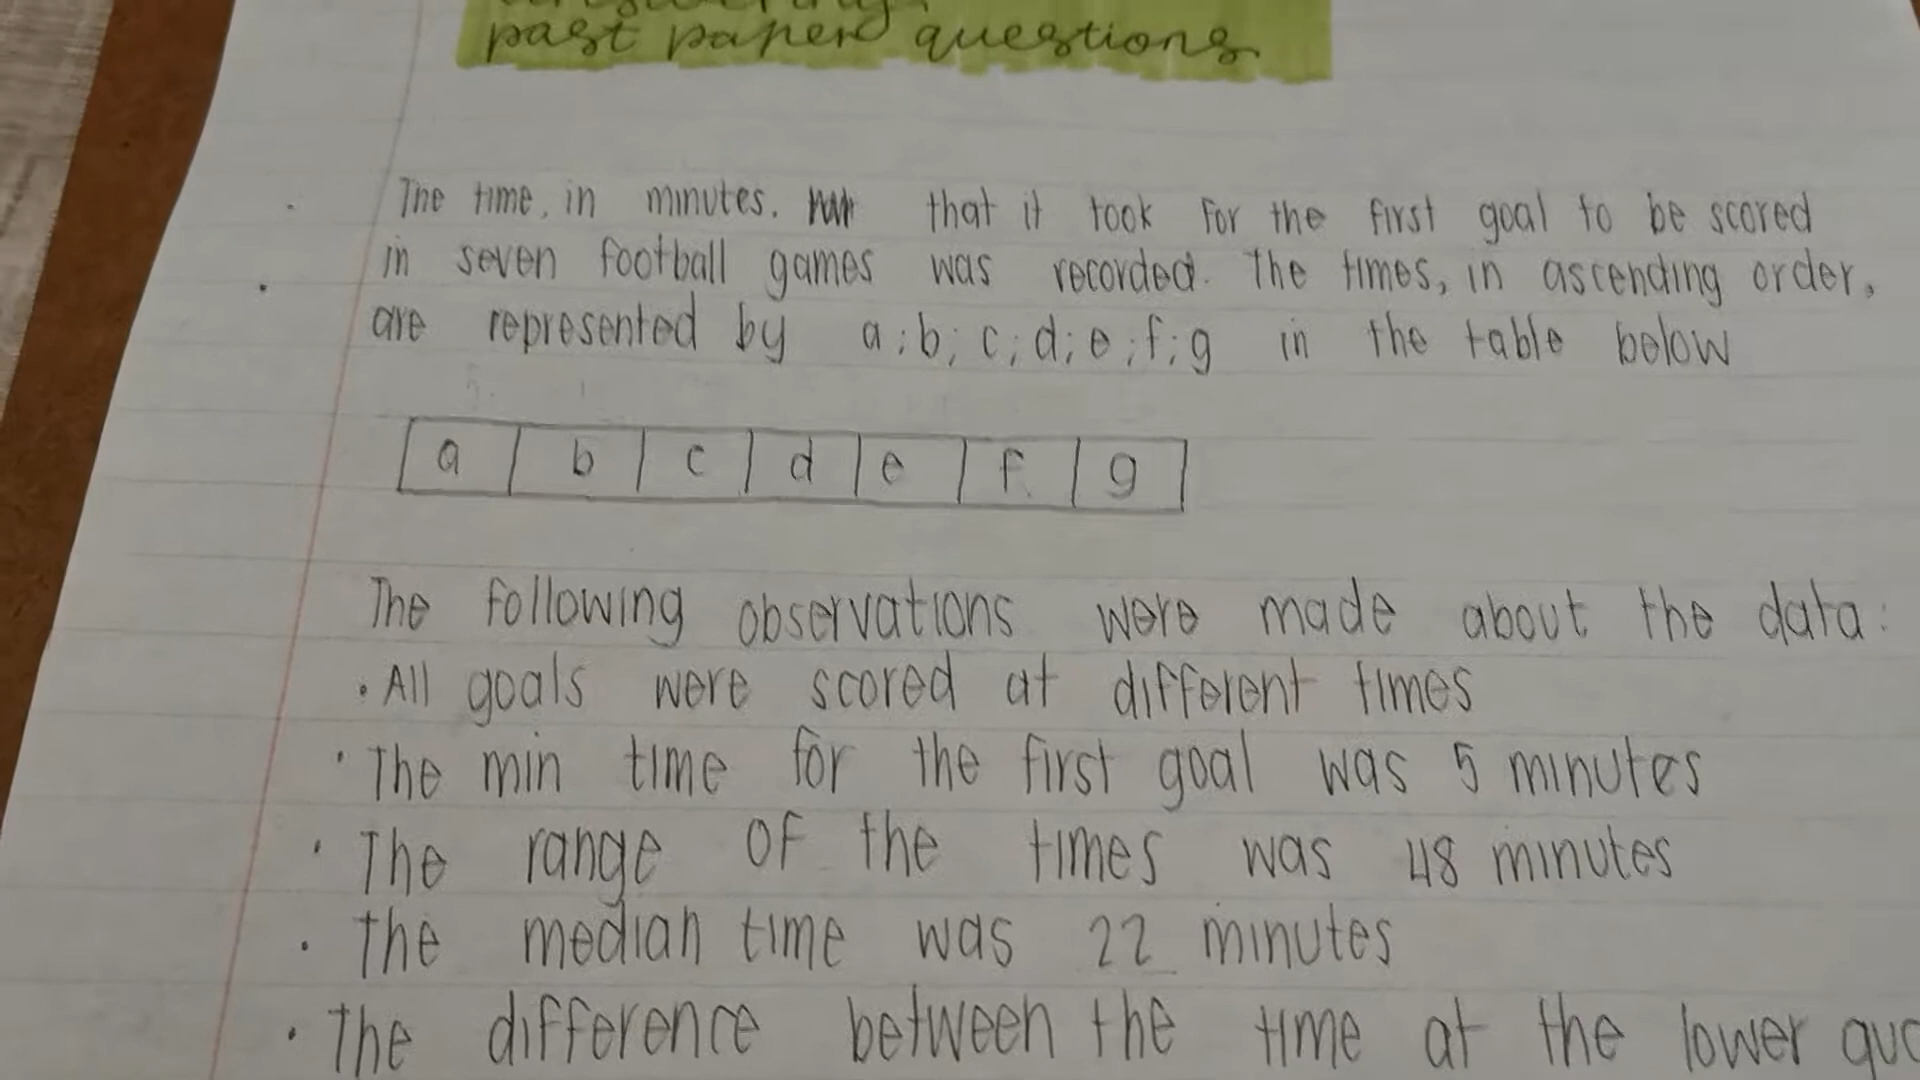 past paper questions
The time, in minutes. that it took for the first goal to be scored
in seven football games was recorded. The times, in ascending order,
are represented by a; b; c; d; e; f; g in the table below
a b c d e f g
The following observations were made about the data:
• All goals were scored at different times
• The min time for the first goal was 5 minutes
• The range of the times was 48 minutes
• The median time was 22 minutes
• The difference between the time at the lower